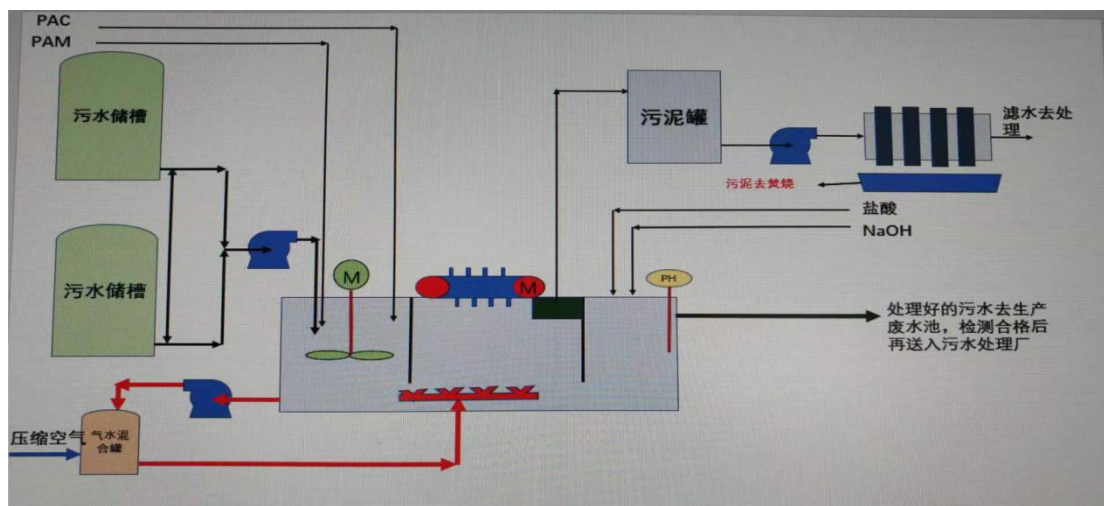 PAC
PAM
污水储槽
污水储槽
M
M
污泥罐
滤水去处
理
污泥去焚烧
盐酸
NaOH
PH
处理好的污水去生产
废水池，检测合格后
再送入污水处理厂
压缩空气
气水混
合罐